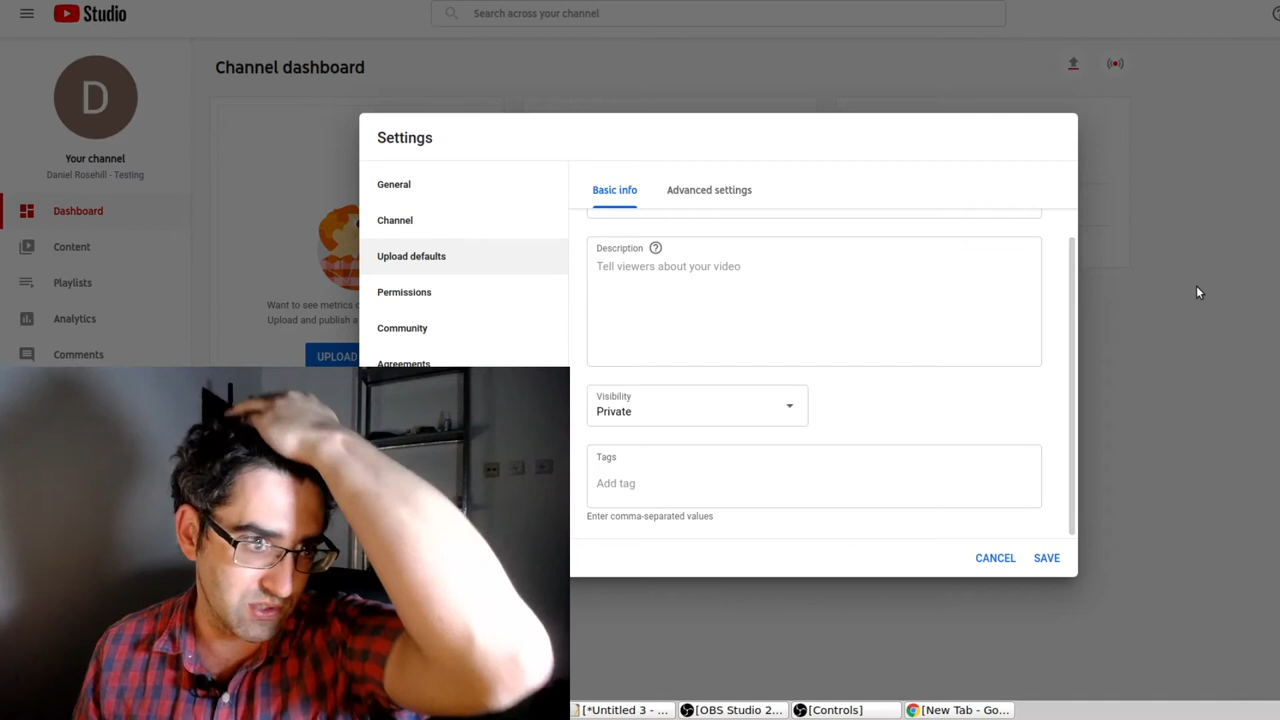 Studio
Search across your channel
D
Your channel
Daniel Rosehill - Testing
Dashboard
Content
Playlists
Analytics
Comments
Channel dashboard
Want to see metrics
Upload and publish a
UPLOAD
Settings
General
Channel
Upload defaults
Permissions
Community
Agreements
Basic info
Advanced settings
Description ?
Tell viewers about your video
Visibility
Private
Tags
Add tag
Enter comma-separated values
CANCEL
SAVE
[*Untitled 3 - ...
[OBS Studio 2...
[Controls]
[New Tab - Go...